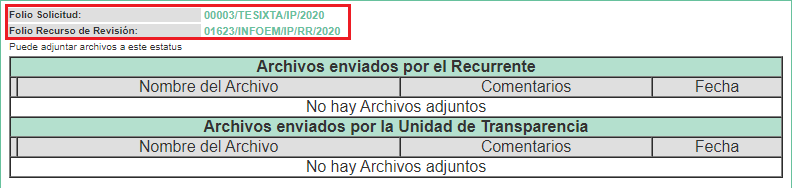 Folio Solicitud: 00003/TESIXTA/IP/2020
Folio Recurso de Revisión: 01623/INFOEM/IP/RR/2020
Puede adjuntar archivos a este estatus
Archivos enviados por el Recurrente
Nombre del Archivo Comentarios Fecha
No hay Archivos adjuntos
Archivos enviados por la Unidad de Transparencia
Nombre del Archivo Comentarios Fecha
No hay Archivos adjuntos